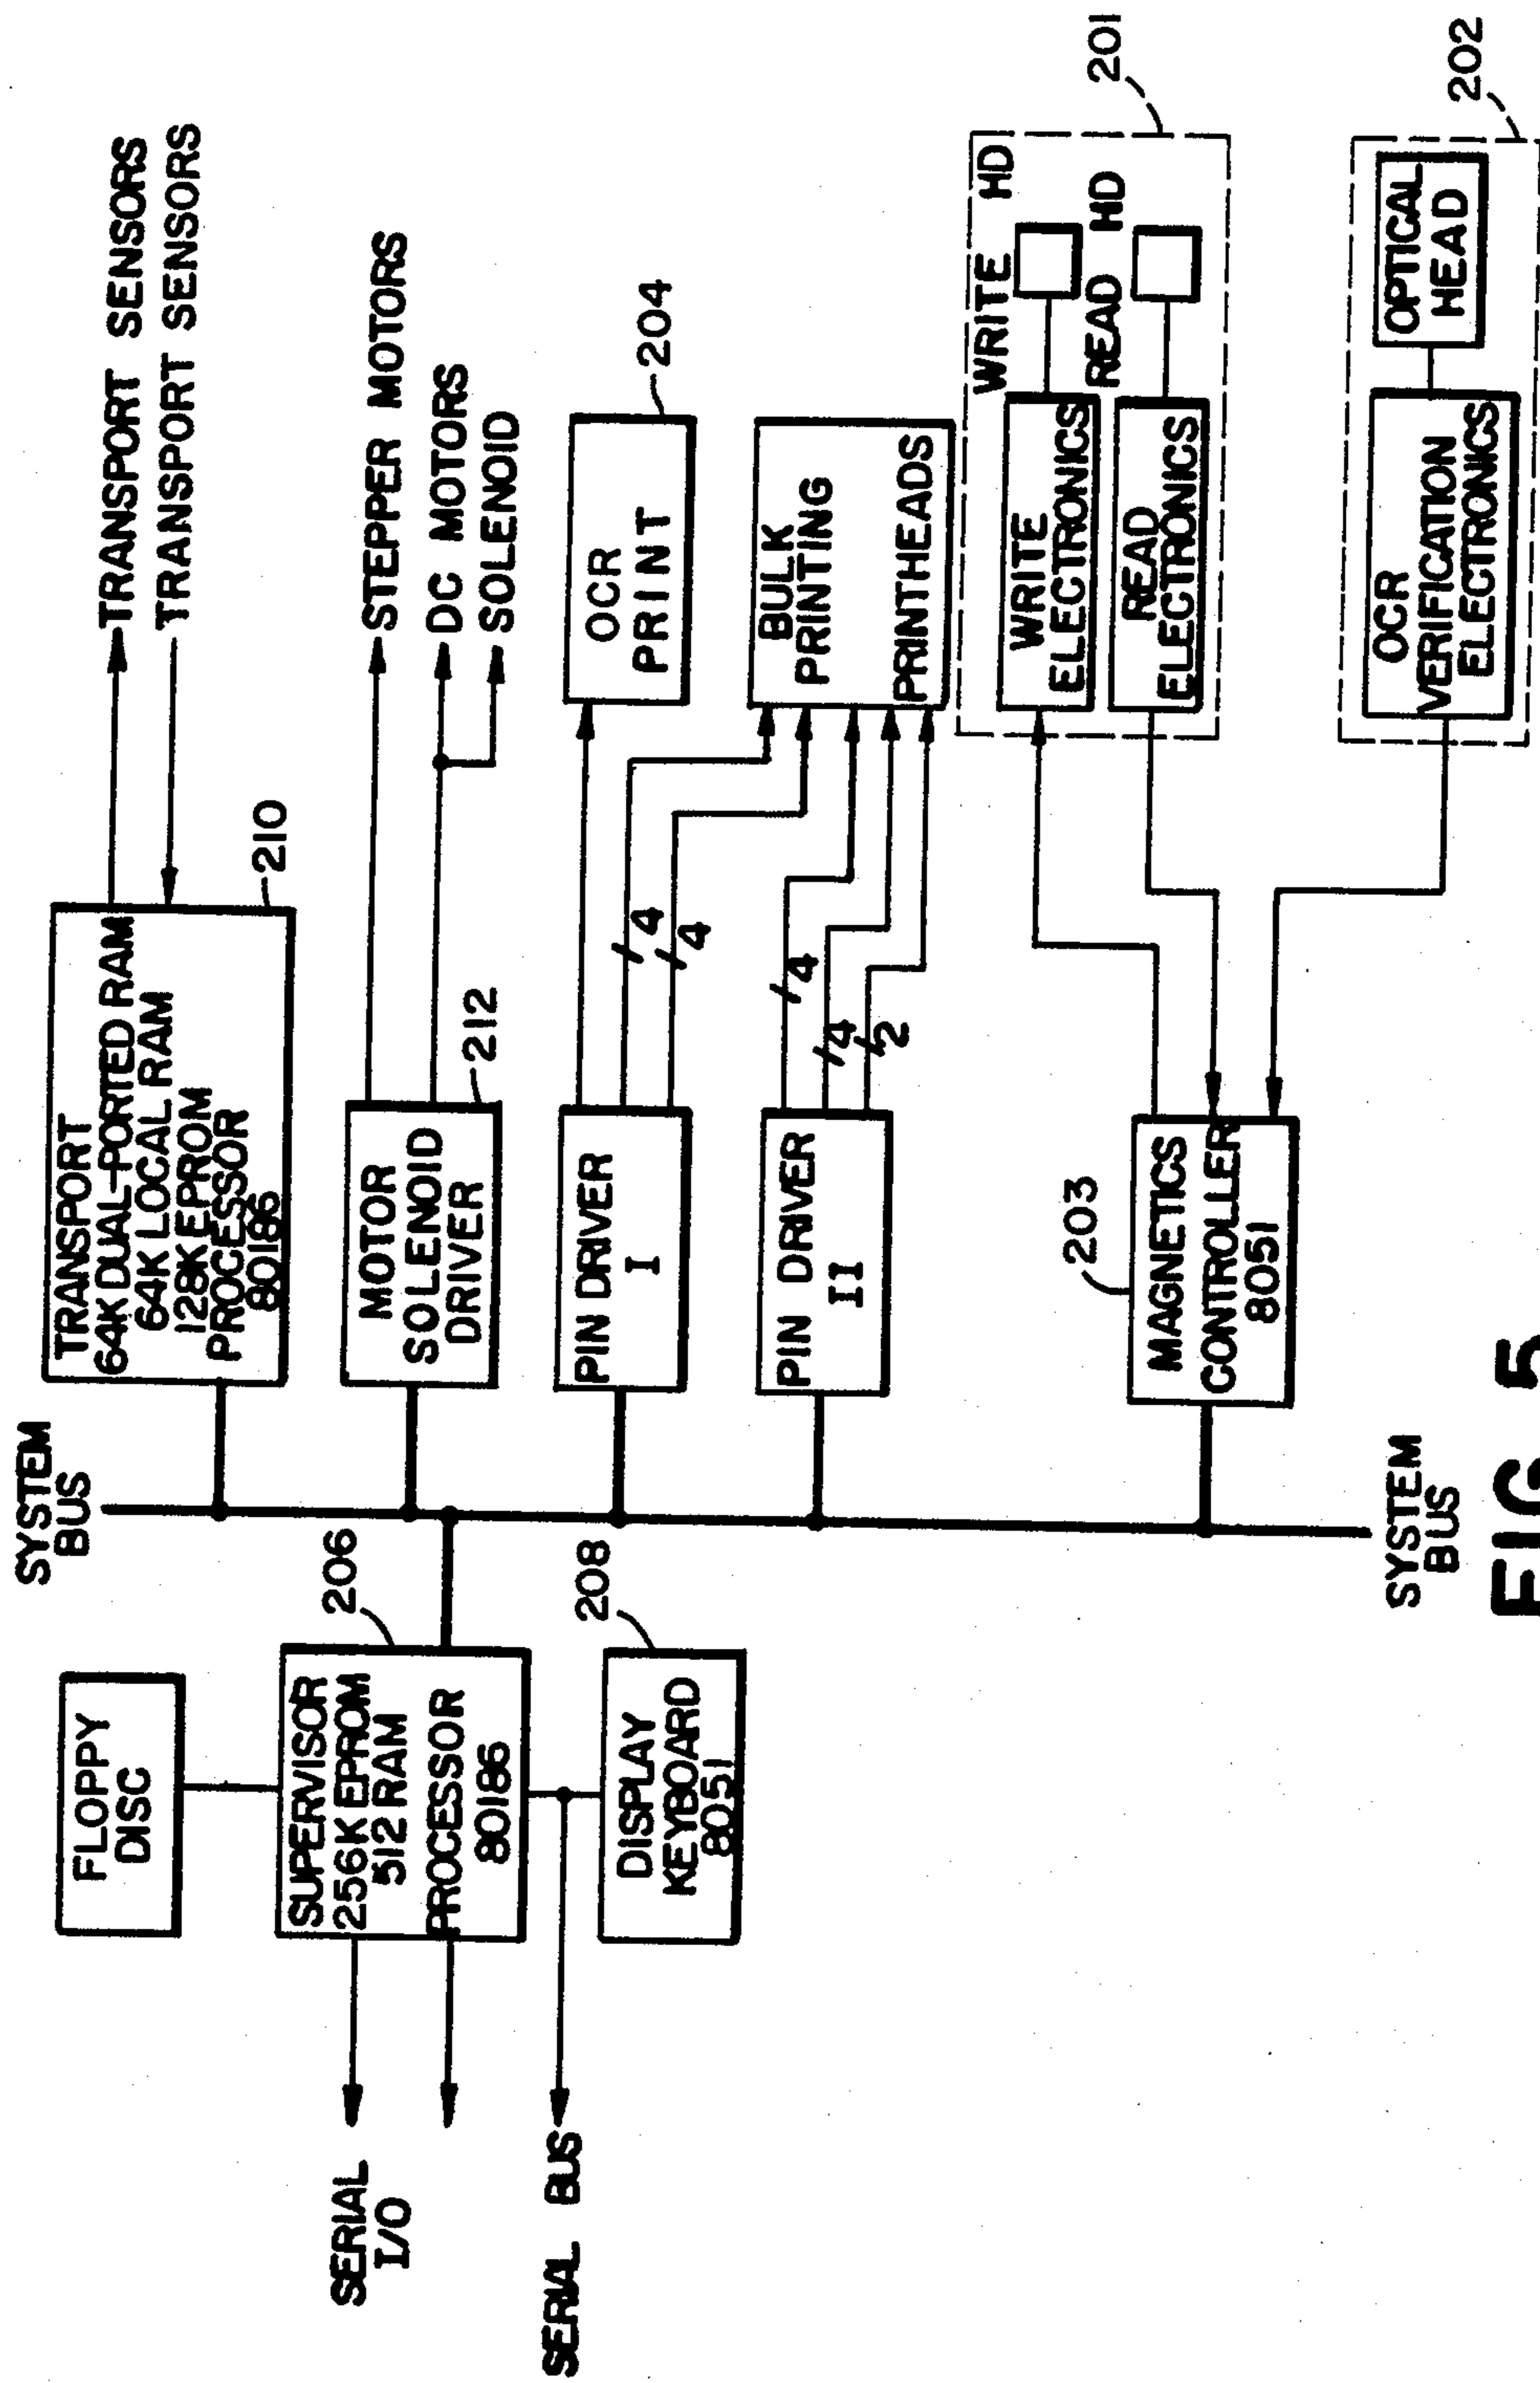 FLOPPY
DISC
SUPERVISOR
256K EPROM
512 RAM
PROCESSOR
80186
206
SERIAL
I/O
SERIAL BUS
DISPLAY
KEYBOARD
8051
208
SYSTEM
BUS
SYSTEM
BUS
TRANSPORT
64K DUAL-PORTED RAM
64K LOCAL RAM
128K EPROM
PROCESSOR
80186
210
TRANSPORT SENSORS
TRANSPORT SENSORS
MOTOR
SOLENOID
DRIVER
212
STEPPER MOTORS
DC MOTORS
SOLENOID
PIN DRIVER
I
4
4
OCR
PRINT
204
PIN DRIVER
II
4
4
2
BULK
PRINTING
PRINTHEADS
MAGNETICS
CONTROLLER
8051
203
WRITE HD
WRITE
ELECTRONICS
READ HD
READ
ELECTRONICS
201
OCR
VERIFICATION
ELECTRONICS
OPTICAL
HEAD
202
FIG. 5